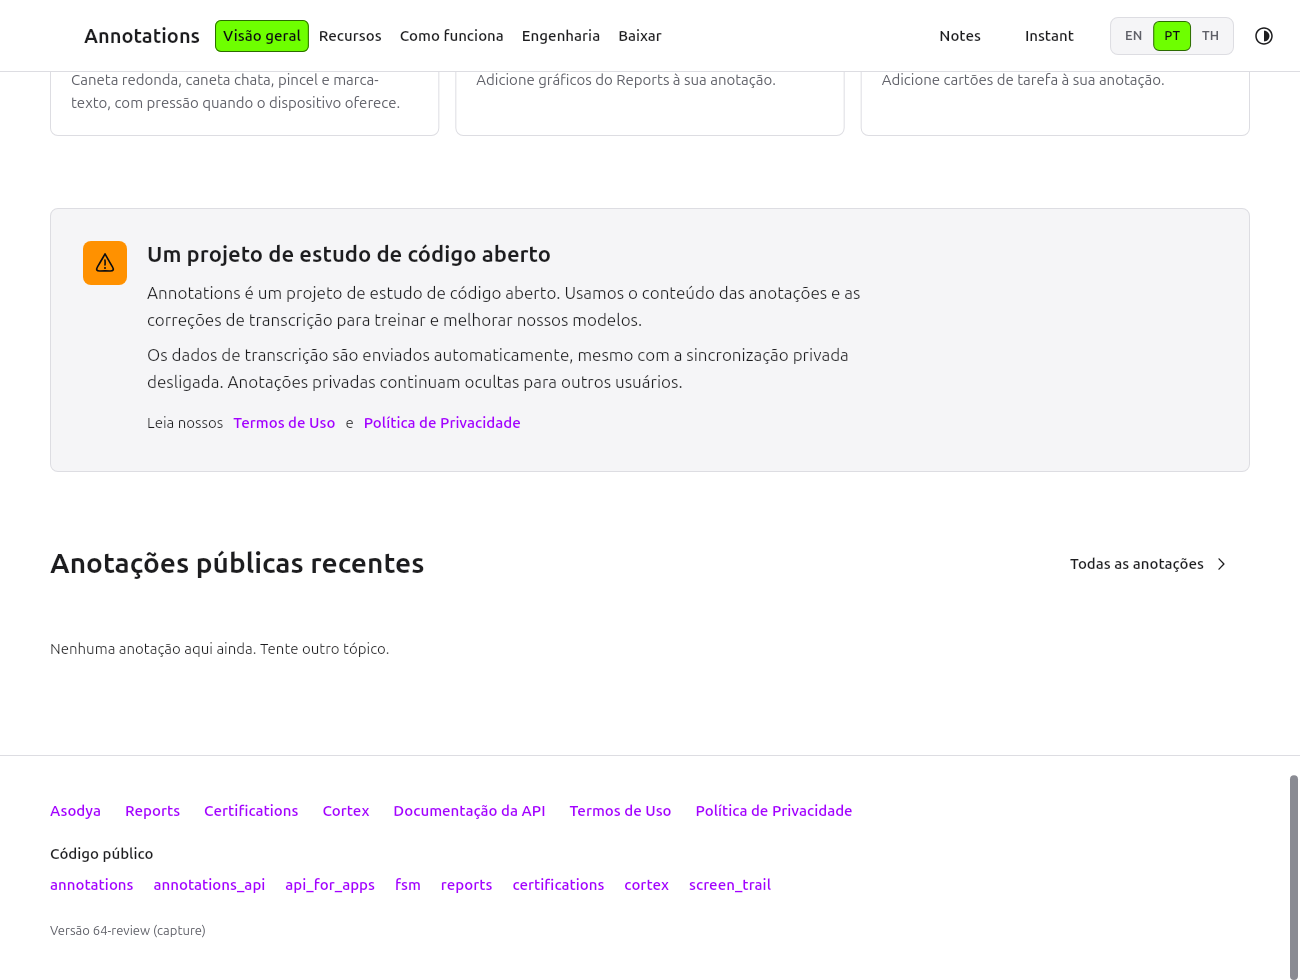 Annotations Visão geral Recursos Como funciona Engenharia Baixar Notes Instant EN PT TH
Caneta redonda, caneta chata, pincel e marca-
texto, com pressão quando o dispositivo oferece.
Adicione gráficos do Reports à sua anotação.
Adicione cartões de tarefa à sua anotação.
Um projeto de estudo de código aberto
Annotations é um projeto de estudo de código aberto. Usamos o conteúdo das anotações e as
correções de transcrição para treinar e melhorar nossos modelos.
Os dados de transcrição são enviados automaticamente, mesmo com a sincronização privada
desligada. Anotações privadas continuam ocultas para outros usuários.
Leia nossos Termos de Uso e Política de Privacidade
Anotações públicas recentes
Todas as anotações
Nenhuma anotação aqui ainda. Tente outro tópico.
Asodya Reports Certifications Cortex Documentação da API Termos de Uso Política de Privacidade
Código público
annotations annotations_api api_for_apps fsm reports certifications cortex screen_trail
Versão 64-review (capture)